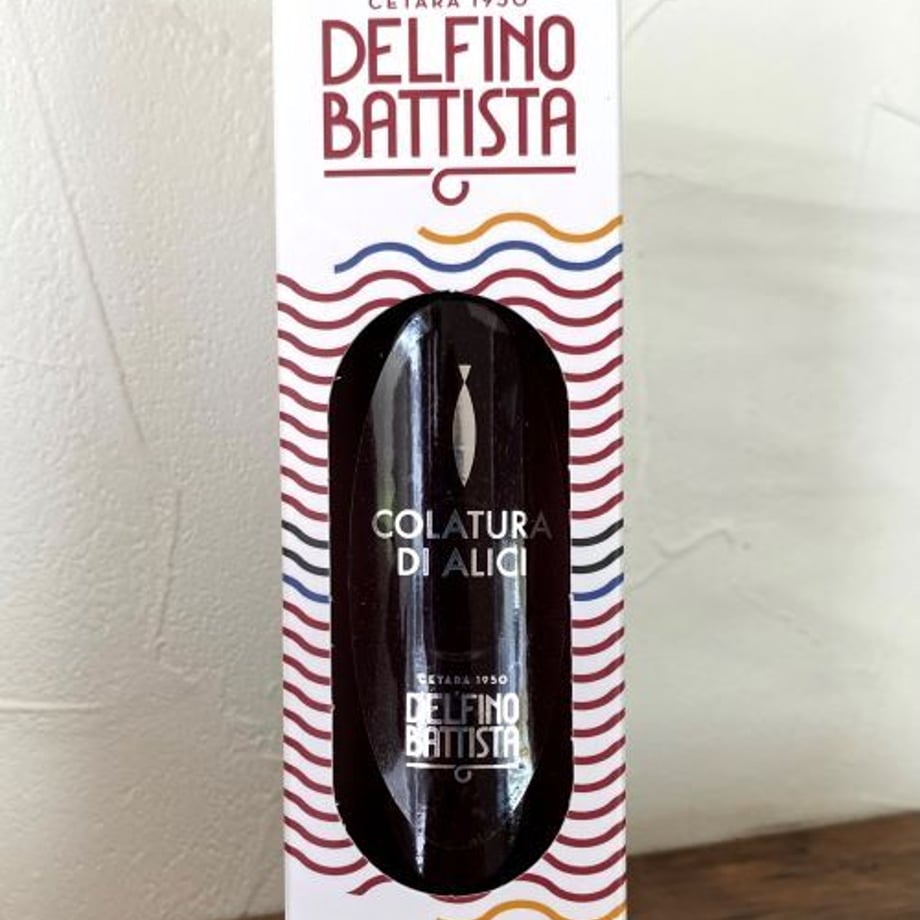 CETARA 1950
DELFINO
BATTISTA
COLATURA
DI ALICI
CETARA 1950
DELFINO
BATTISTA